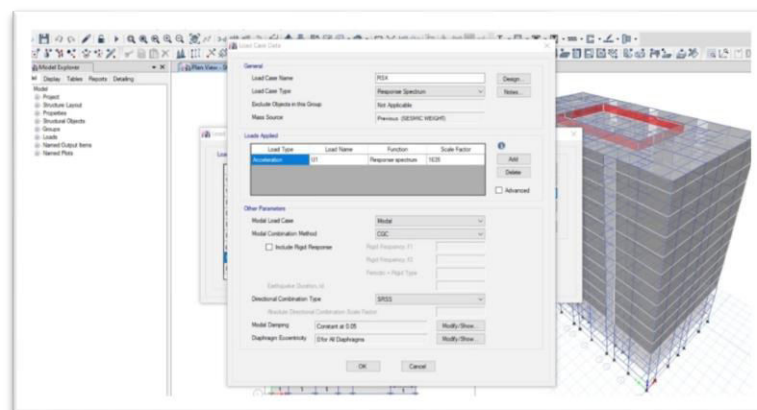 Load Case Data
Model Explorer
Plan View - S
Display Tables Reports Detailing
Model
Project
Structure Layout
Properties
Structural Objects
Groups
Loads
Named Output Items
Named Plots
General
Load Case Name RSX Design...
Load Case Type Response Spectrum Notes...
Exclude Objects in this Group Not Applicable
Mass Source Previous (SEISMIC WEIGHT)
Loads Applied
Load Type Load Name Function Scale Factor
Acceleration U1 Response spectrum 1635
Add
Delete
Advanced
Other Parameters
Modal Load Case Modal
Modal Combination Method CQC
Include Rigid Response Rigid Frequency, f1
Rigid Frequency, f2
Periodic + Rigid Type
Earthquake Duration, td
Directional Combination Type SRSS
Absolute Directional Combination Scale Factor
Modal Damping Constant at 0.05 Modify/Show...
Diaphragm Eccentricity 0 for All Diaphragms Modify/Show...
OK Cancel